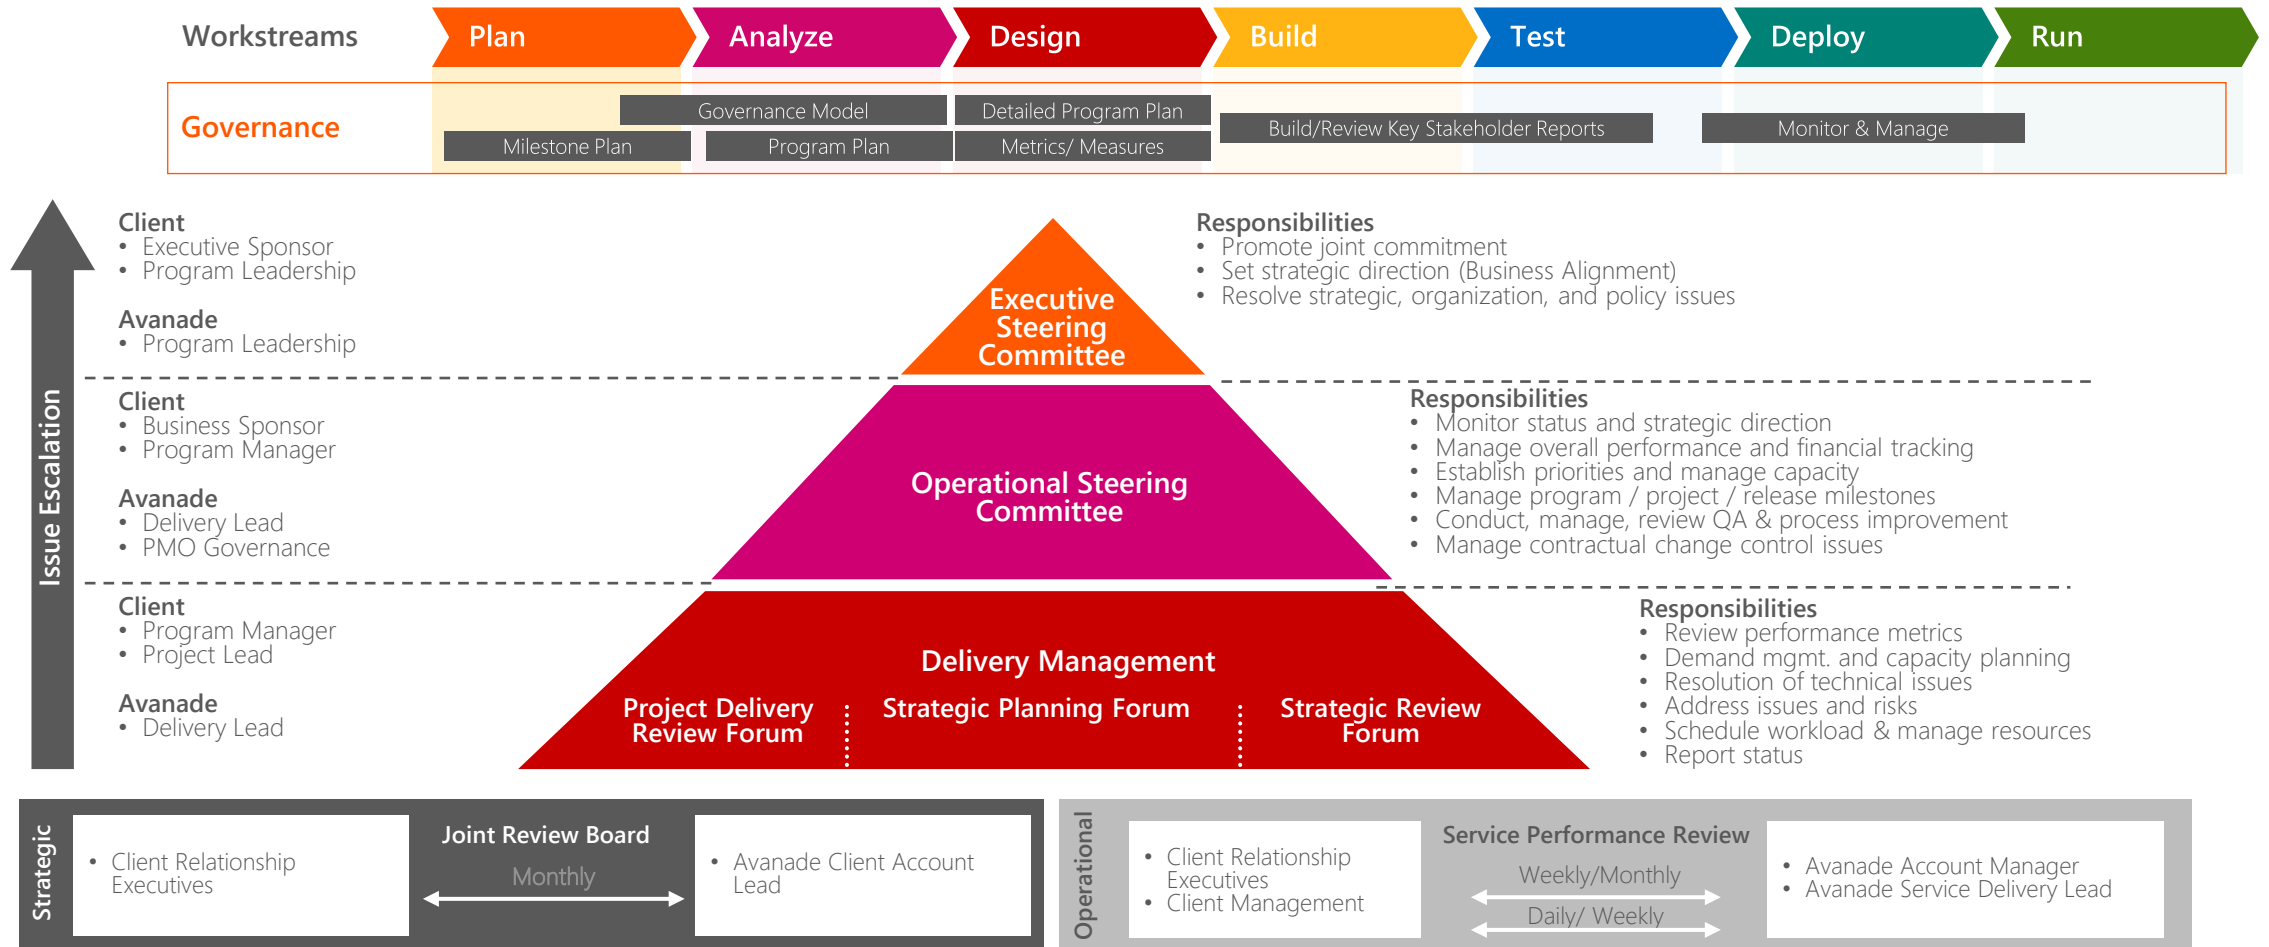 Workstreams
Plan
Analyze
Design
Build
Test
Deploy
Run
Governance
Governance Model
Detailed Program Plan
Build/Review Key Stakeholder Reports
Monitor & Manage
Milestone Plan
Program Plan
Metrics/ Measures
Issue Escalation
Client
• Executive Sponsor
• Program Leadership
Avanade
• Program Leadership
Executive
Steering
Committee
Responsibilities
• Promote joint commitment
• Set strategic direction (Business Alignment)
• Resolve strategic, organization, and policy issues
Client
• Business Sponsor
• Program Manager
Avanade
• Delivery Lead
• PMO Governance
Operational Steering
Committee
Responsibilities
• Monitor status and strategic direction
• Manage overall performance and financial tracking
• Establish priorities and manage capacity
• Manage program / project / release milestones
• Conduct, manage, review QA & process improvement
• Manage contractual change control issues
Client
• Program Manager
• Project Lead
Avanade
• Delivery Lead
Delivery Management
Project Delivery
Review Forum
Strategic Planning Forum
Strategic Review
Forum
Responsibilities
• Review performance metrics
• Demand mgmt. and capacity planning
• Resolution of technical issues
• Address issues and risks
• Schedule workload & manage resources
• Report status
Strategic
• Client Relationship
Executives
Joint Review Board
Monthly
• Avanade Client Account
Lead
Operational
• Client Relationship
Executives
• Client Management
Service Performance Review
Weekly/Monthly
Daily/ Weekly
• Avanade Account Manager
• Avanade Service Delivery Lead